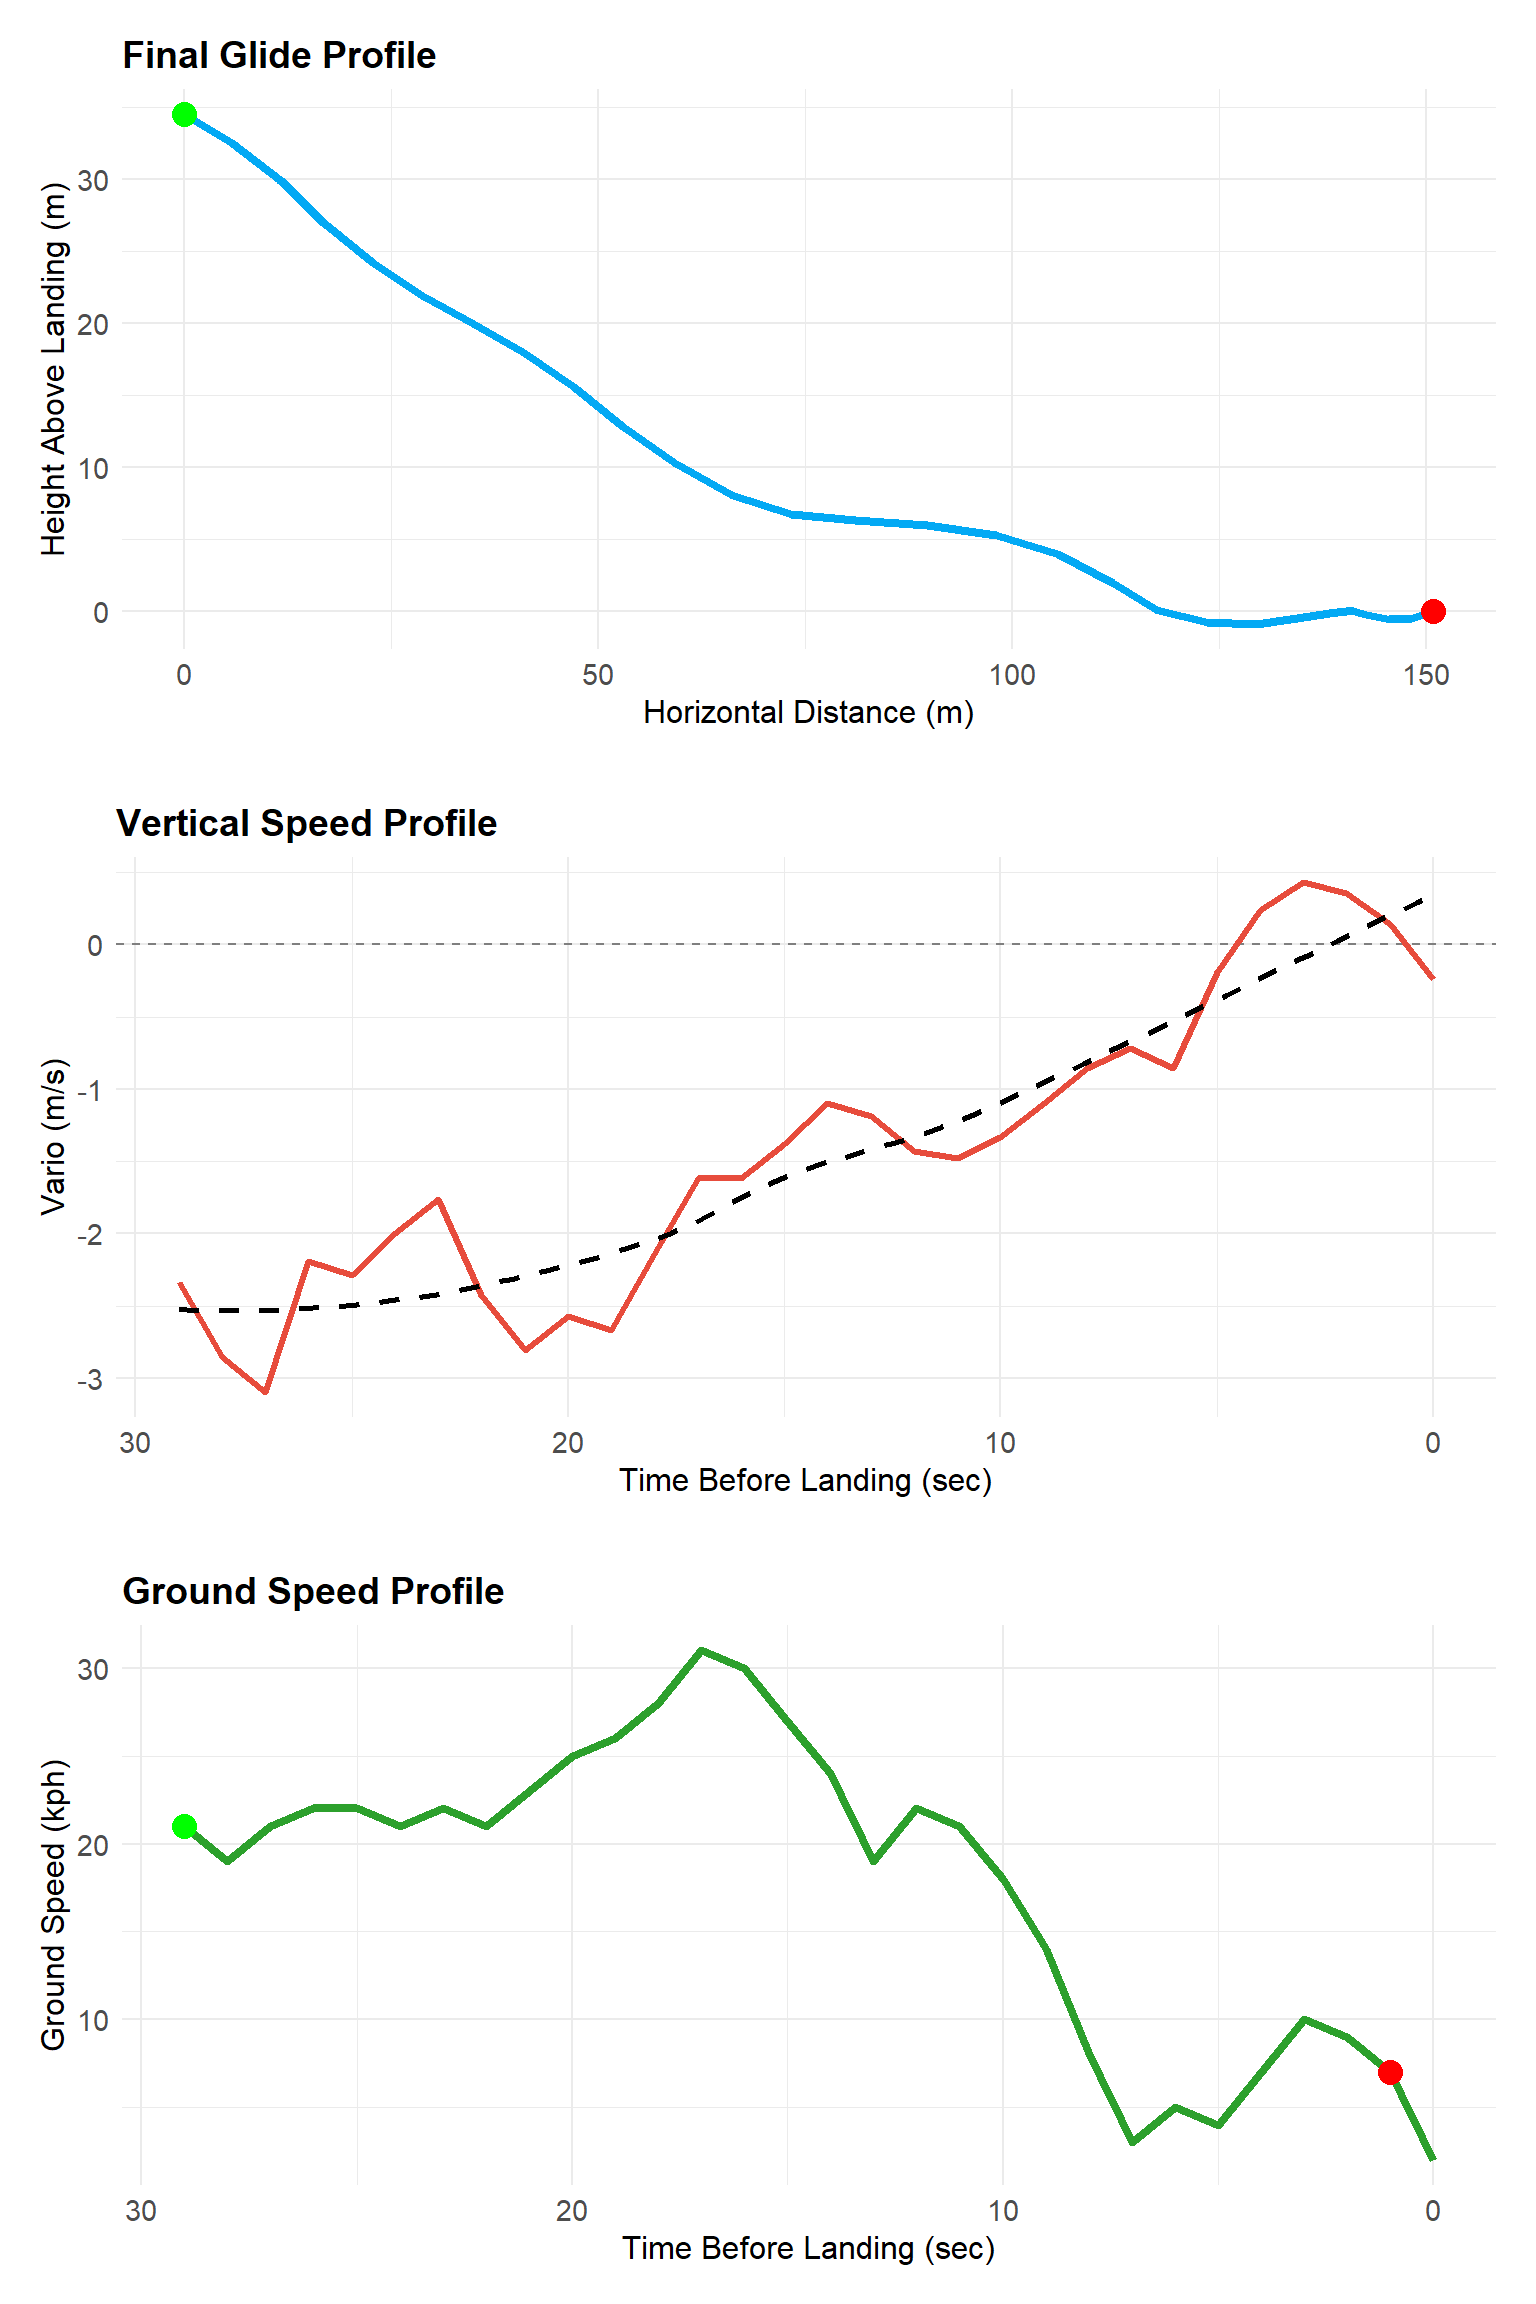 Final Glide Profile
Height Above Landing (m)
30
20
10
0
0 50 100 150
Horizontal Distance (m)
Vertical Speed Profile
Vario (m/s)
0
-1
-2
-3
30 20 10 0
Time Before Landing (sec)
Ground Speed Profile
Ground Speed (kph)
30
20
10
30 20 10 0
Time Before Landing (sec)